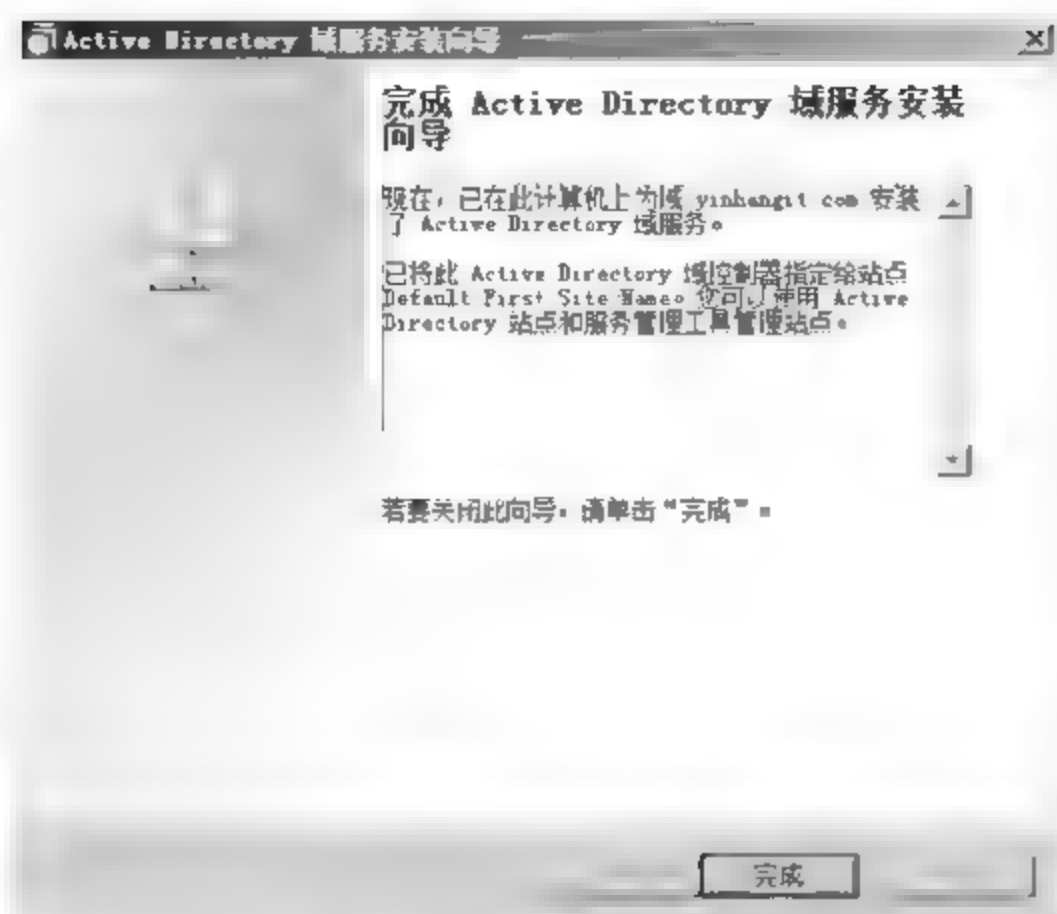 Active Directory 域服务安装向导
完成 Active Directory 域服务安装
向导
现在，已在此计算机上为域 yinhangit com 安装
了 Active Directory 域服务。
已将此 Active Directory 域控制器指定给站点
Default First Site Name。您可以使用 Active
Directory 站点和服务管理工具管理站点。
若要关闭此向导，请单击“完成”。
完成